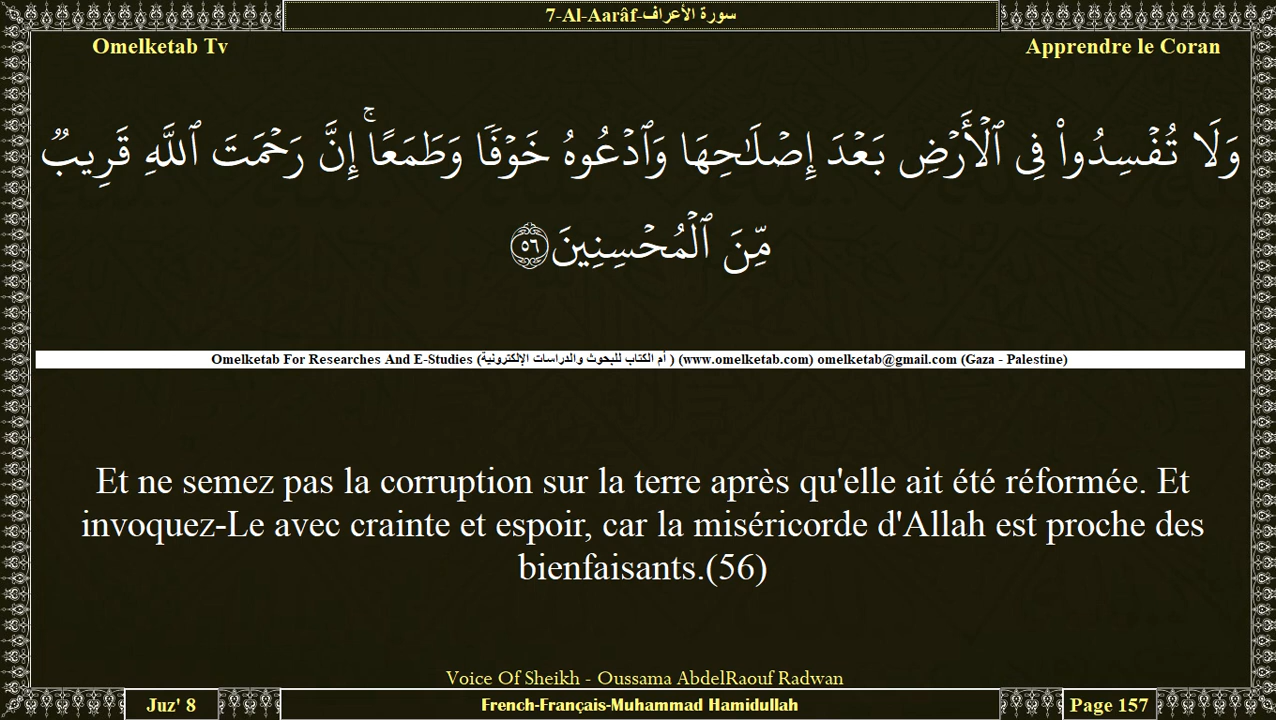 7-Al-Aarâf-سورة الأعراف
Omelketab Tv
Apprendre le Coran
وَلَا تُفْسِدُوا۟ فِى ٱلْأَرْضِ بَعْدَ إِصْلَـٰحِهَا وَٱدْعُوهُ خَوْفًا وَطَمَعًا ۚ إِنَّ رَحْمَتَ ٱللَّهِ قَرِيبٌ
مِّنَ ٱلْمُحْسِنِينَ ٥٦
Omelketab For Researches And E-Studies (أم الكتاب للبحوث والدراسات الإلكترونية ) (www.omelketab.com) omelketab@gmail.com (Gaza - Palestine)
Et ne semez pas la corruption sur la terre après qu'elle ait été réformée. Et
invoquez-Le avec crainte et espoir, car la miséricorde d'Allah est proche des
bienfaisants.(56)
Voice Of Sheikh - Oussama AbdelRaouf Radwan
Juz' 8
French-Français-Muhammad Hamidullah
Page 157